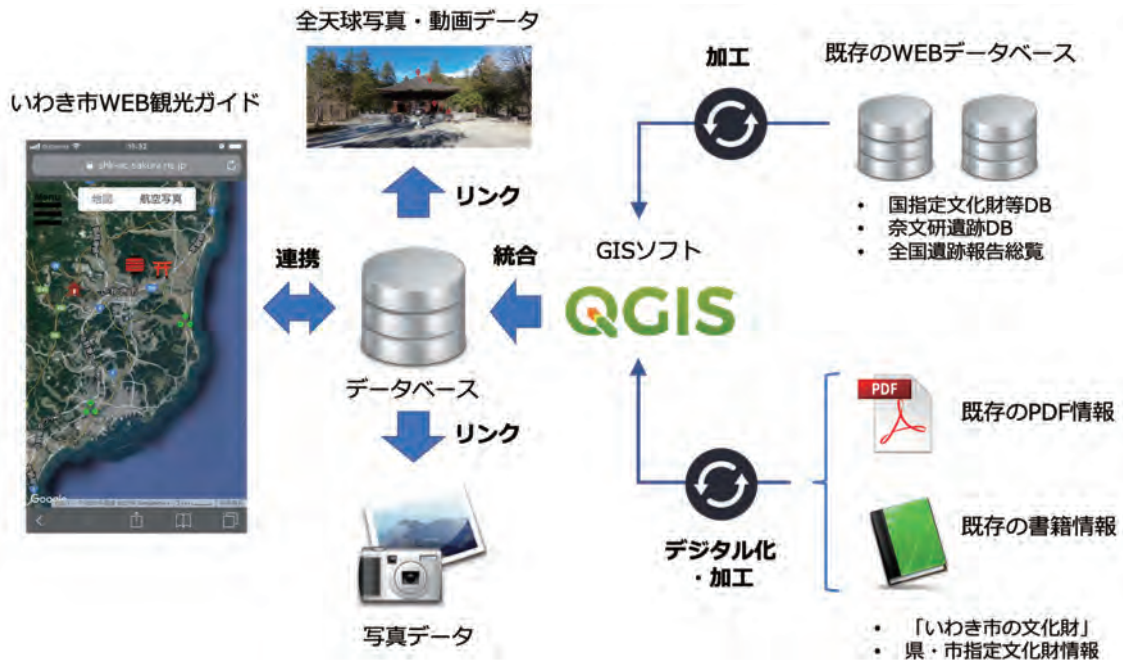 全天球写真・動画データ
加工
既存のWEBデータベース
いわき市WEB観光ガイド
リンク
地図
航空写真
Menu
• 国指定文化財等DB
• 奈文研遺跡DB
• 全国遺跡報告総覧
連携
統合
GISソフト
QGIS
データベース
リンク
PDF
既存のPDF情報
Google
デジタル化
・加工
既存の書籍情報
写真データ
• 「いわき市の文化財」
• 県・市指定文化財情報